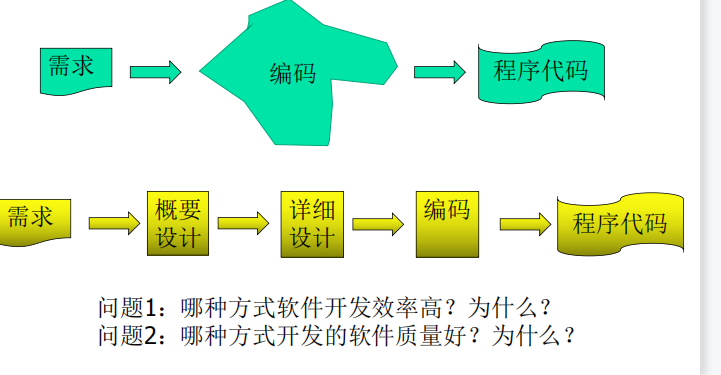 需求
编码
程序代码
需求
概要
设计
详细
设计
编码
程序代码
问题1：哪种方式软件开发效率高？为什么？
问题2：哪种方式开发的软件质量好？为什么？